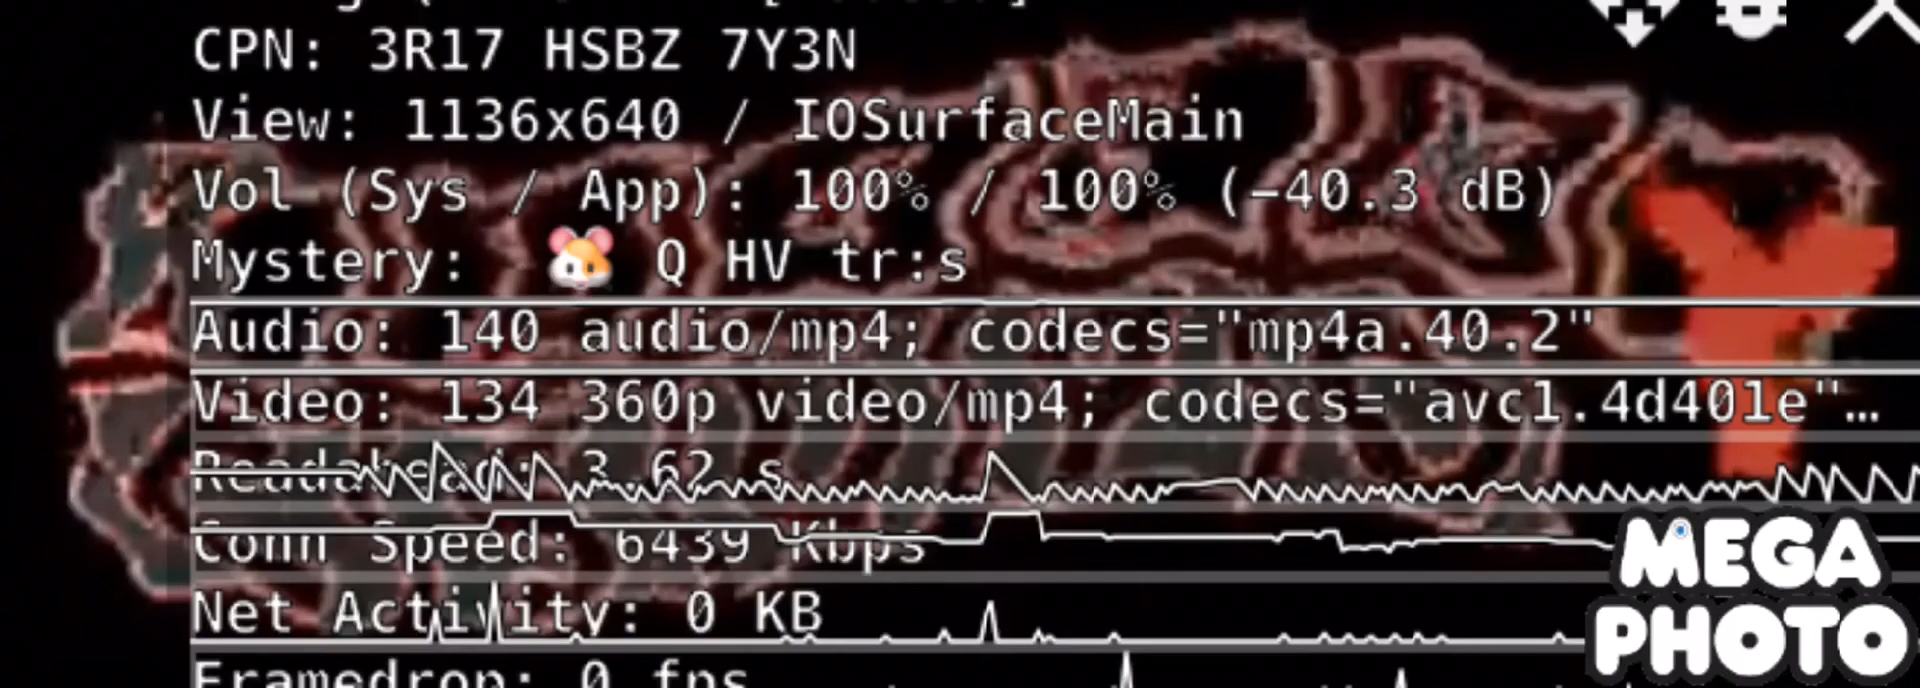 CPN: 3R17 HSBZ 7Y3N
View: 1136x640 / IOSurfaceMain
Vol (Sys / App): 100% / 100% (-40.3 dB)
Mystery: 🐹 Q HV tr:s
Audio: 140 audio/mp4; codecs="mp4a.40.2"
Video: 134 360p video/mp4; codecs="avc1.4d401e"…
Readahead: 3.62 s
Conn Speed: 6439 Kbps
Net Activity: 0 KB
Framedrop: 0 fps
MEGA
PHOTO